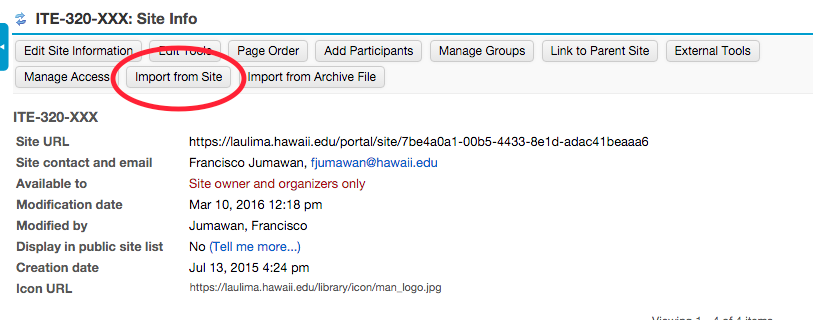 ITE-320-XXX: Site Info
Edit Site Information Edit Tools Page Order Add Participants Manage Groups Link to Parent Site External Tools
Manage Access Import from Site Import from Archive File
ITE-320-XXX
Site URL https://laulima.hawaii.edu/portal/site/7be4a0a1-00b5-4433-8e1d-adac41beaaa6
Site contact and email Francisco Jumawan, fjumawan@hawaii.edu
Available to Site owner and organizers only
Modification date Mar 10, 2016 12:18 pm
Modified by Jumawan, Francisco
Display in public site list No (Tell me more...)
Creation date Jul 13, 2015 4:24 pm
Icon URL https://laulima.hawaii.edu/library/icon/man_logo.jpg
Viewing 1 - 4 of 4 items